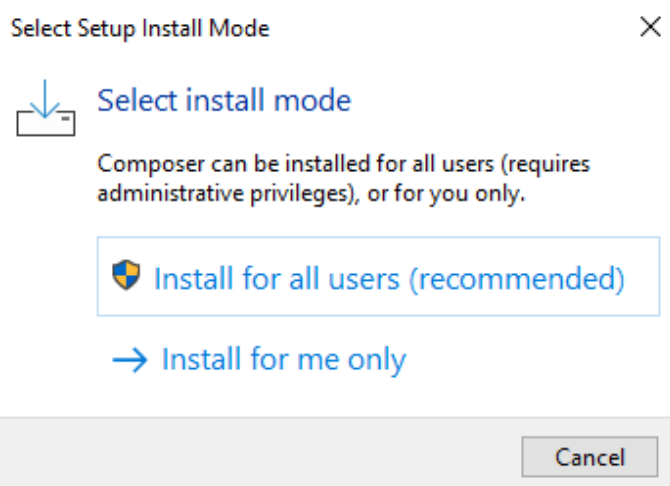 Select Setup Install Mode
Select install mode
Composer can be installed for all users (requires
administrative privileges), or for you only.
Install for all users (recommended)
Install for me only
Cancel